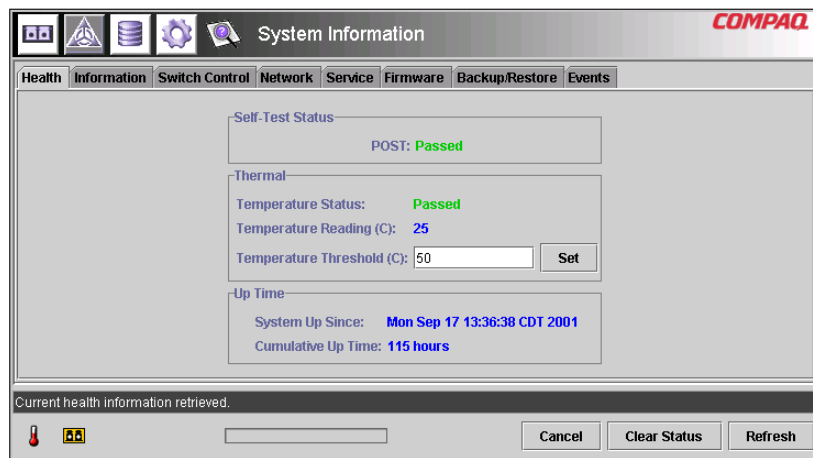 System Information
COMPAQ
Health Information Switch Control Network Service Firmware Backup/Restore Events
Self-Test Status
POST: Passed
Thermal
Temperature Status: Passed
Temperature Reading (C): 25
Temperature Threshold (C): 50 Set
Up Time
System Up Since: Mon Sep 17 13:36:38 CDT 2001
Cumulative Up Time: 115 hours
Current health information retrieved.
Cancel Clear Status Refresh